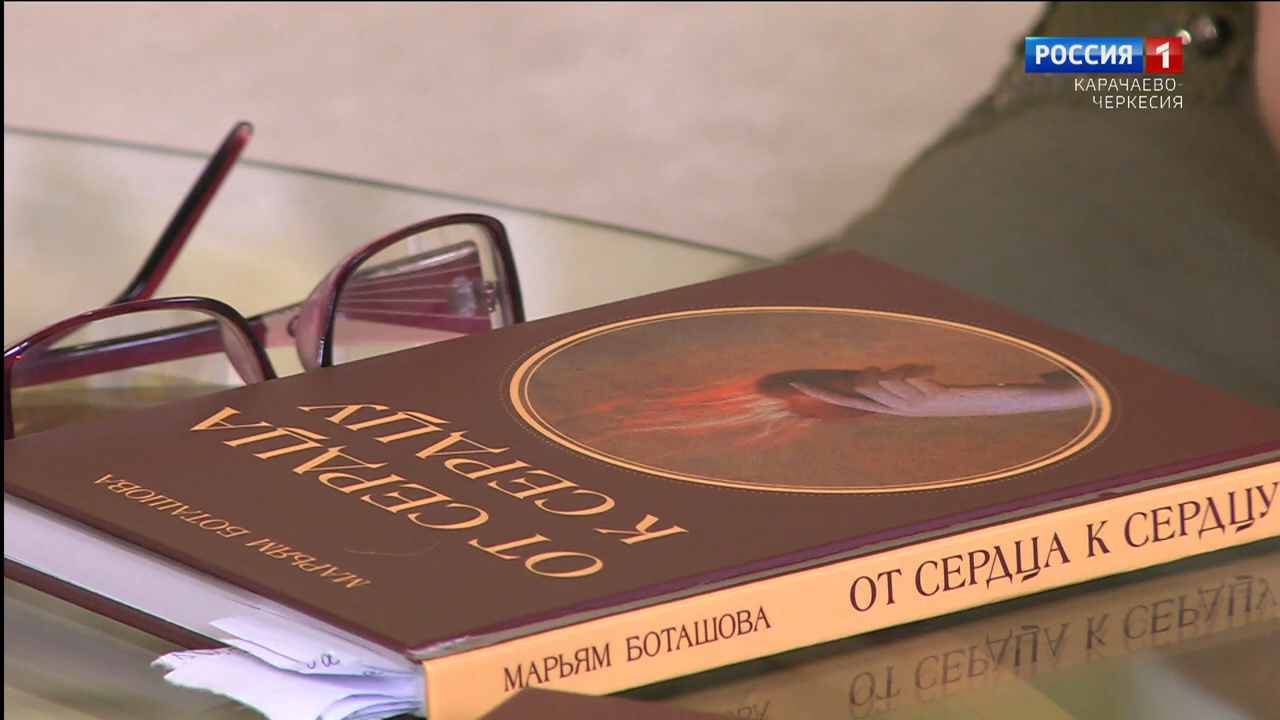 РОССИЯ 1
КАРАЧАЕВО-
ЧЕРКЕСИЯ
МАРЬЯМ БОТАШОВА
ОТ СЕРДЦА
К СЕРДЦУ
МАРЬЯМ БОТАШОВА ОТ СЕРДЦА К СЕРДЦУ